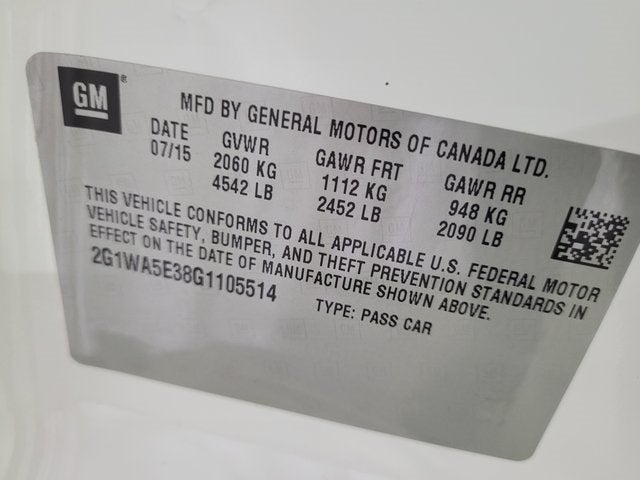 GM®
MFD BY GENERAL MOTORS OF CANADA LTD.
DATE GVWR GAWR FRT GAWR RR
07/15 2060 KG 1112 KG 948 KG
4542 LB 2452 LB 2090 LB
THIS VEHICLE CONFORMS TO ALL APPLICABLE U.S. FEDERAL MOTOR
VEHICLE SAFETY, BUMPER, AND THEFT PREVENTION STANDARDS IN
EFFECT ON THE DATE OF MANUFACTURE SHOWN ABOVE.
2G1WA5E38G1105514 TYPE: PASS CAR